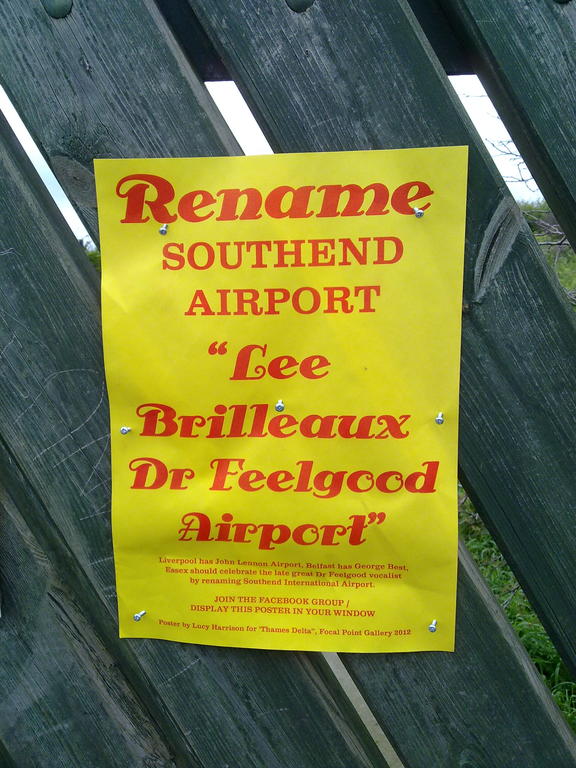 Rename
SOUTHEND
AIRPORT
“Lee
Brilleaux
Dr Feelgood
Airport”
Liverpool has John Lennon Airport, Belfast has George Best,
Essex should celebrate the late great Dr Feelgood vocalist
by renaming Southend International Airport.
JOIN THE FACEBOOK GROUP /
DISPLAY THIS POSTER IN YOUR WINDOW
Poster by Lucy Harrison for 'Thames Delta", Focal Point Gallery 2012